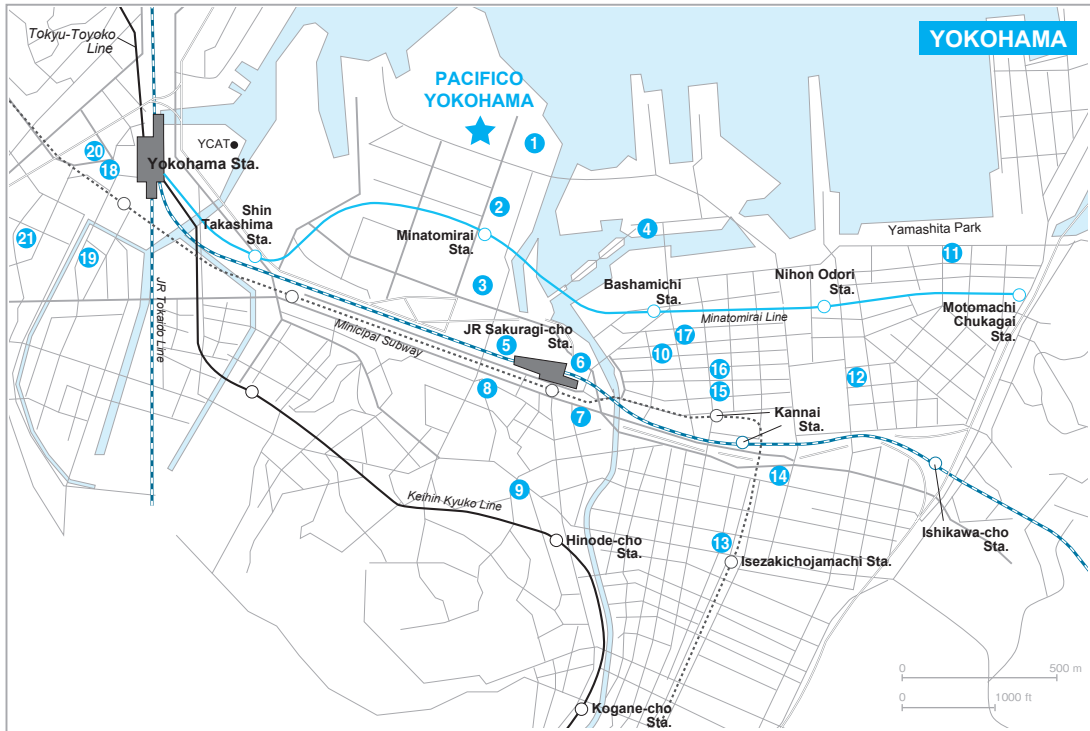 YOKOHAMA
Tokyu-Toyoko
Line
PACIFICO
YOKOHAMA
1
YCAT
20
18
Yokohama Sta.
2
Shin
Takashima
Sta.
Minatomirai
Sta.
4
Yamashita Park
11
21
19
3
Bashamichi
Sta.
Nihon Odori
Sta.
Minatomirai Line
Motomachi
Chukagai
Sta.
JR Tokaido Line
Minicipal Subway
JR Sakuragi-cho
Sta.
5
6
17
10
16
15
12
8
7
Kannai
Sta.
14
9
Keihin Kyuko Line
Hinode-cho
Sta.
13
Isezakichojamachi Sta.
Ishikawa-cho
Sta.
Kogane-cho
Sta.
0
500 m
0
1000 ft